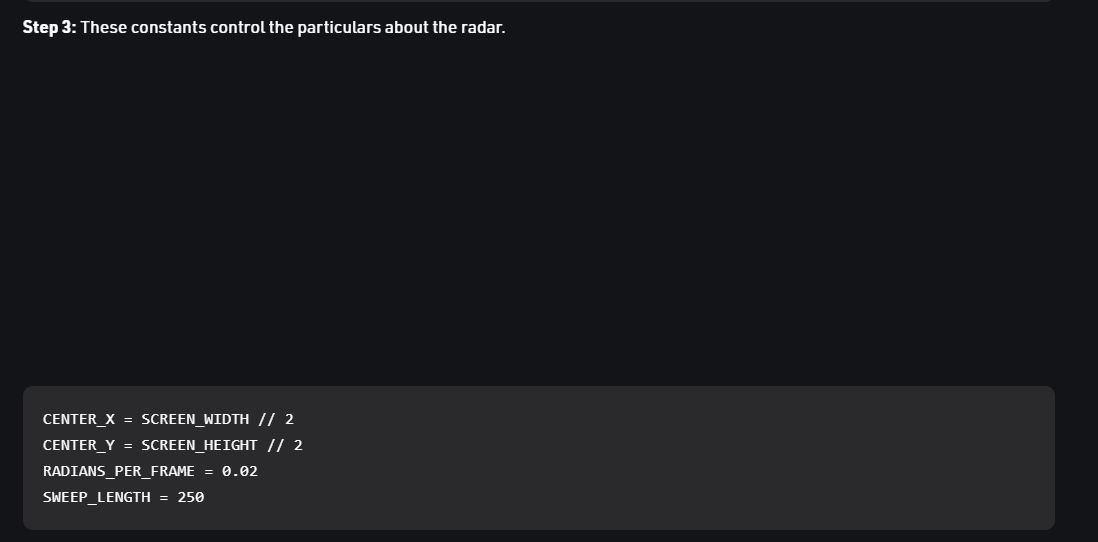 Step 3: These constants control the particulars about the radar.
CENTER_X = SCREEN_WIDTH // 2
CENTER_Y = SCREEN_HEIGHT // 2
RADIANS_PER_FRAME = 0.02
SWEEP_LENGTH = 250